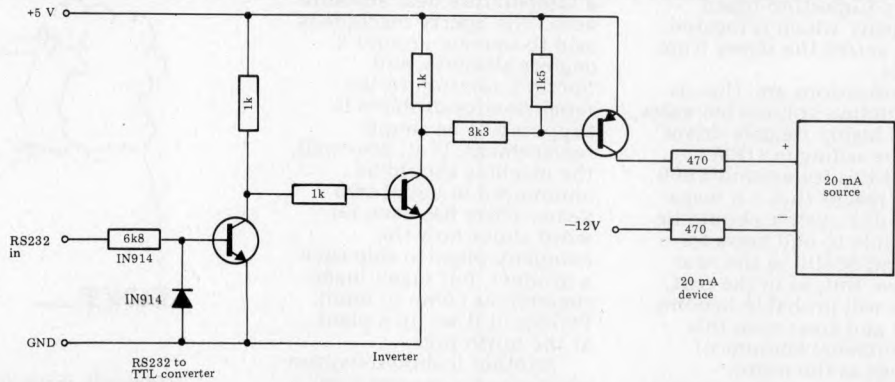 +5 V
1k
1k
1k5
3k3
470
+
20 mA
source
1k
−12V
470
RS232
in
6k8
IN914
20 mA
device
IN914
GND
RS232 to
TTL converter
Inverter